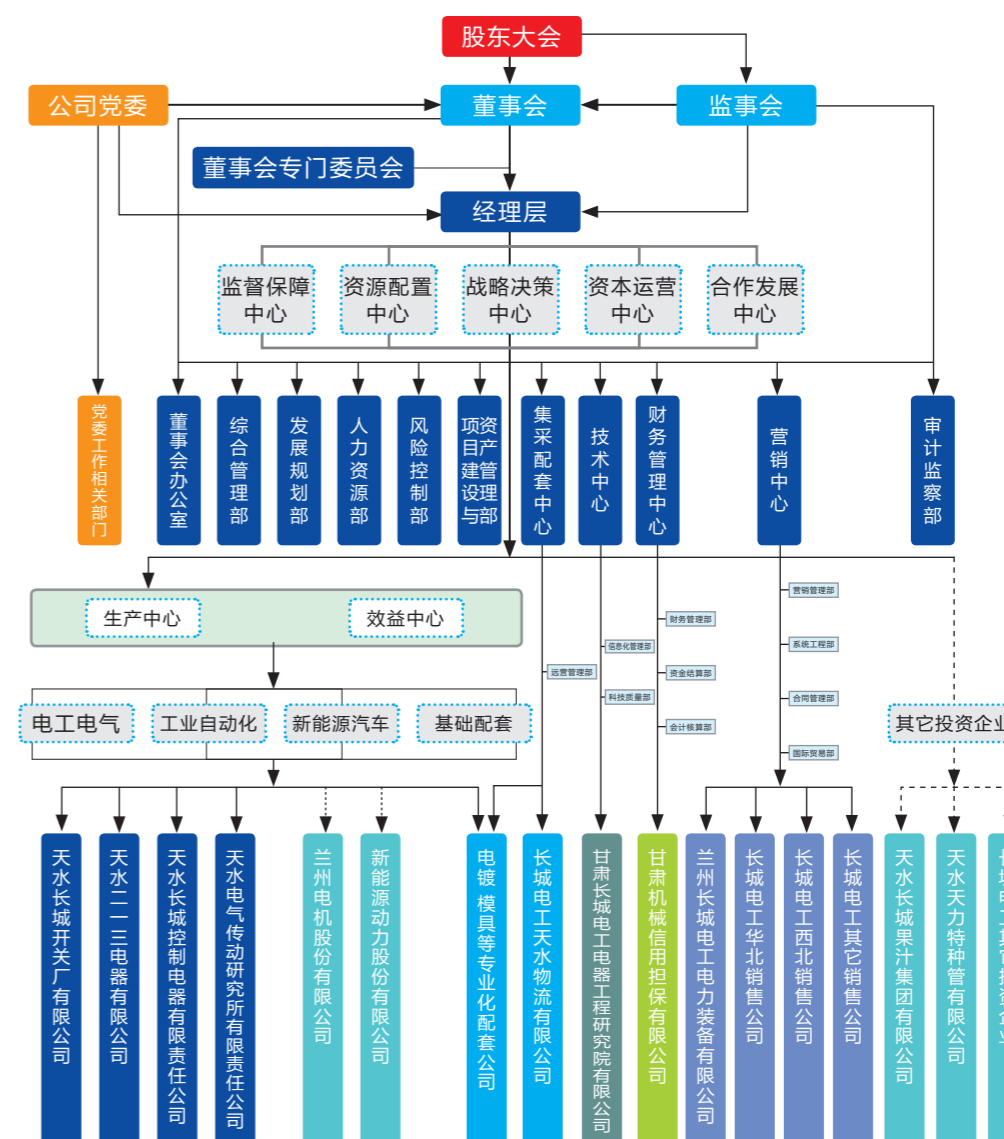 股东大会
公司党委
董事会
监事会
董事会专门委员会
经理层
监督保障
中心
资源配置
中心
战略决策
中心
资本运营
中心
合作发展
中心
党委工作相关部门
董事会办公室
综合管理部
发展规划部
人力资源部
风险控制部
项目建设与
资产管理部
集采配套中心
技术中心
财务管理中心
营销中心
审计监察部
生产中心
效益中心
营销管理部
财务管理部
信息化管理部
系统工程部
运营管理部
资金结算部
科技质量部
合同管理部
会计核算部
国际贸易部
电工电气
工业自动化
新能源汽车
基础配套
其它投资企业
天水长城开关厂有限公司
天水二一三电器有限公司
天水长城控制电器有限责任公司
天水电气传动研究所有限责任公司
兰州电机股份有限公司
新能源动力股份有限公司
电镀 模具等专业化配套公司
长城电工天水物流有限公司
甘肃长城电工电器工程研究院有限公司
甘肃机械信用担保有限公司
兰州长城电工电力装备有限公司
长城电工华北销售公司
长城电工西北销售公司
长城电工其它销售公司
天水长城果汁集团有限公司
天水天力特种管有限公司